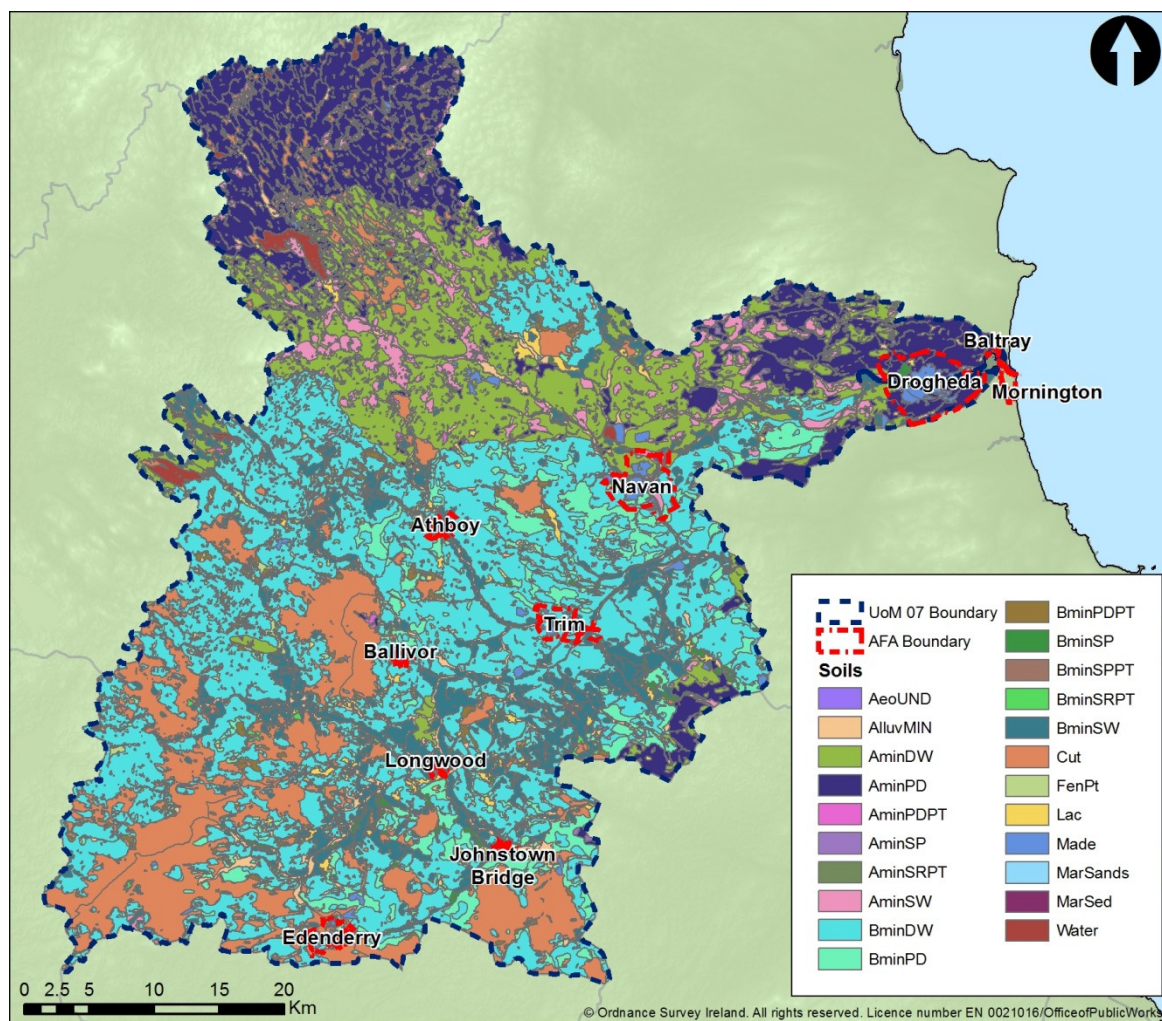 Baltray
Drogheda
Mornington
Navan
Athboy
Trim
Ballivor
Longwood
Johnstown
Bridge
Edenderry
UoM 07 Boundary
AFA Boundary
Soils
AeoUND
AlluvMIN
AminDW
AminPD
AminPDPT
AminSP
AminSRPT
AminSW
BminDW
BminPD
BminPDPT
BminSP
BminSPPT
BminSRPT
BminSW
Cut
FenPt
Lac
Made
MarSands
MarSed
Water
0 2.5 5 10 15 20
Km
© Ordnance Survey Ireland. All rights reserved. Licence number EN 0021016/OfficeofPublicWorks